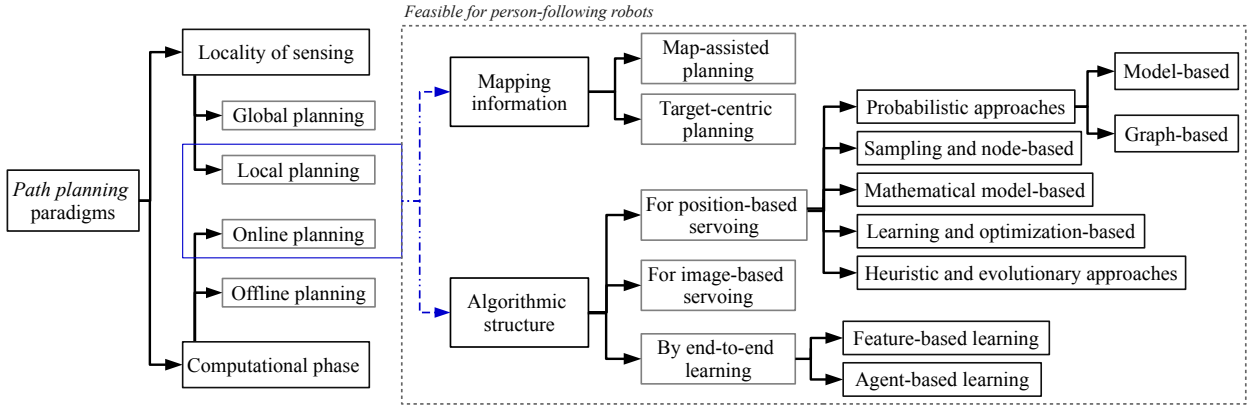 Feasible for person-following robots
Path planning
paradigms
Locality of sensing
Global planning
Local planning
Online planning
Offline planning
Computational phase
Mapping
information
Map-assisted
planning
Target-centric
planning
Algorithmic
structure
For position-based
servoing
For image-based
servoing
By end-to-end
learning
Probabilistic approaches
Model-based
Graph-based
Sampling and node-based
Mathematical model-based
Learning and optimization-based
Heuristic and evolutionary approaches
Feature-based learning
Agent-based learning